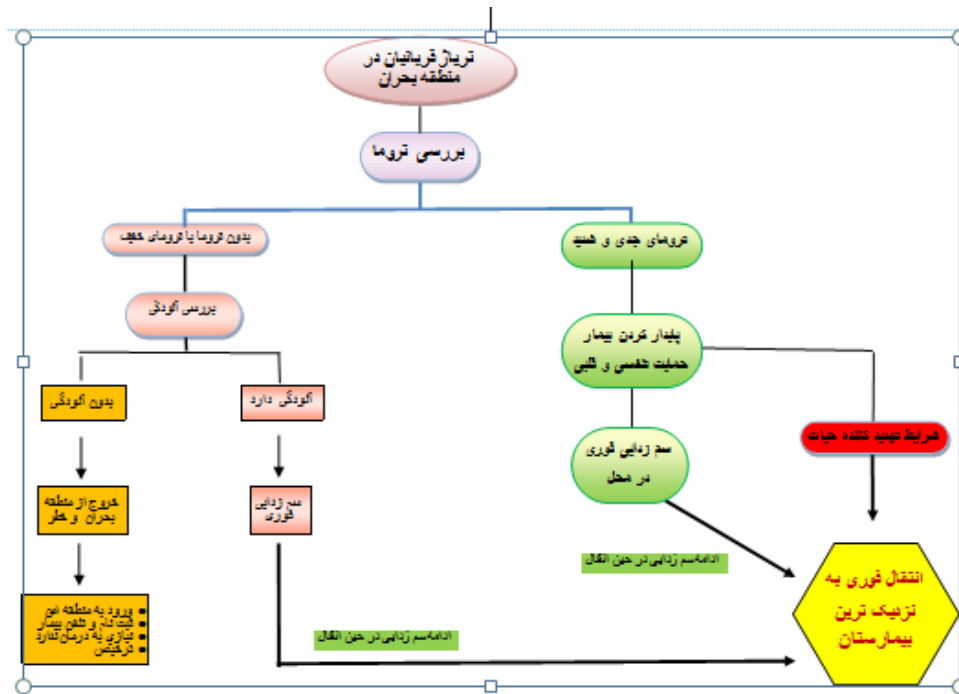 تریاژ قربانیان در
منطقه بحران
بررسی تروما
بدون تروما یا ترومای خفیف
ترومای جدی و شدید
بررسی آلودگی
پایدار کردن بیمار
حمایت تنفسی و قلبی
بدون آلودگی
آلودگی دارد
شرایط تهدید کننده حیات
سم زدایی فوری
در محل
خروج از منطقه
بحران و خطر
سم زدایی
فوری
ادامه سم زدایی در حین انتقال
انتقال فوری به
نزدیک ترین
بیمارستان
• ورود به منطقه امن
• ثبت نام و تلفن بیمار
• نیازی به درمان ندارد
• ترخیص
ادامه سم زدایی در حین انتقال